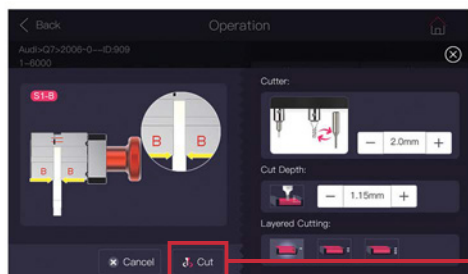 Back
Operation
Audi>Q7>2006-0---ID:909
1-6000
S1-B
B
B
B
B
Cutter:
2.0mm
Cut Depth:
1.15mm
Layered Cutting:
Cancel
Cut